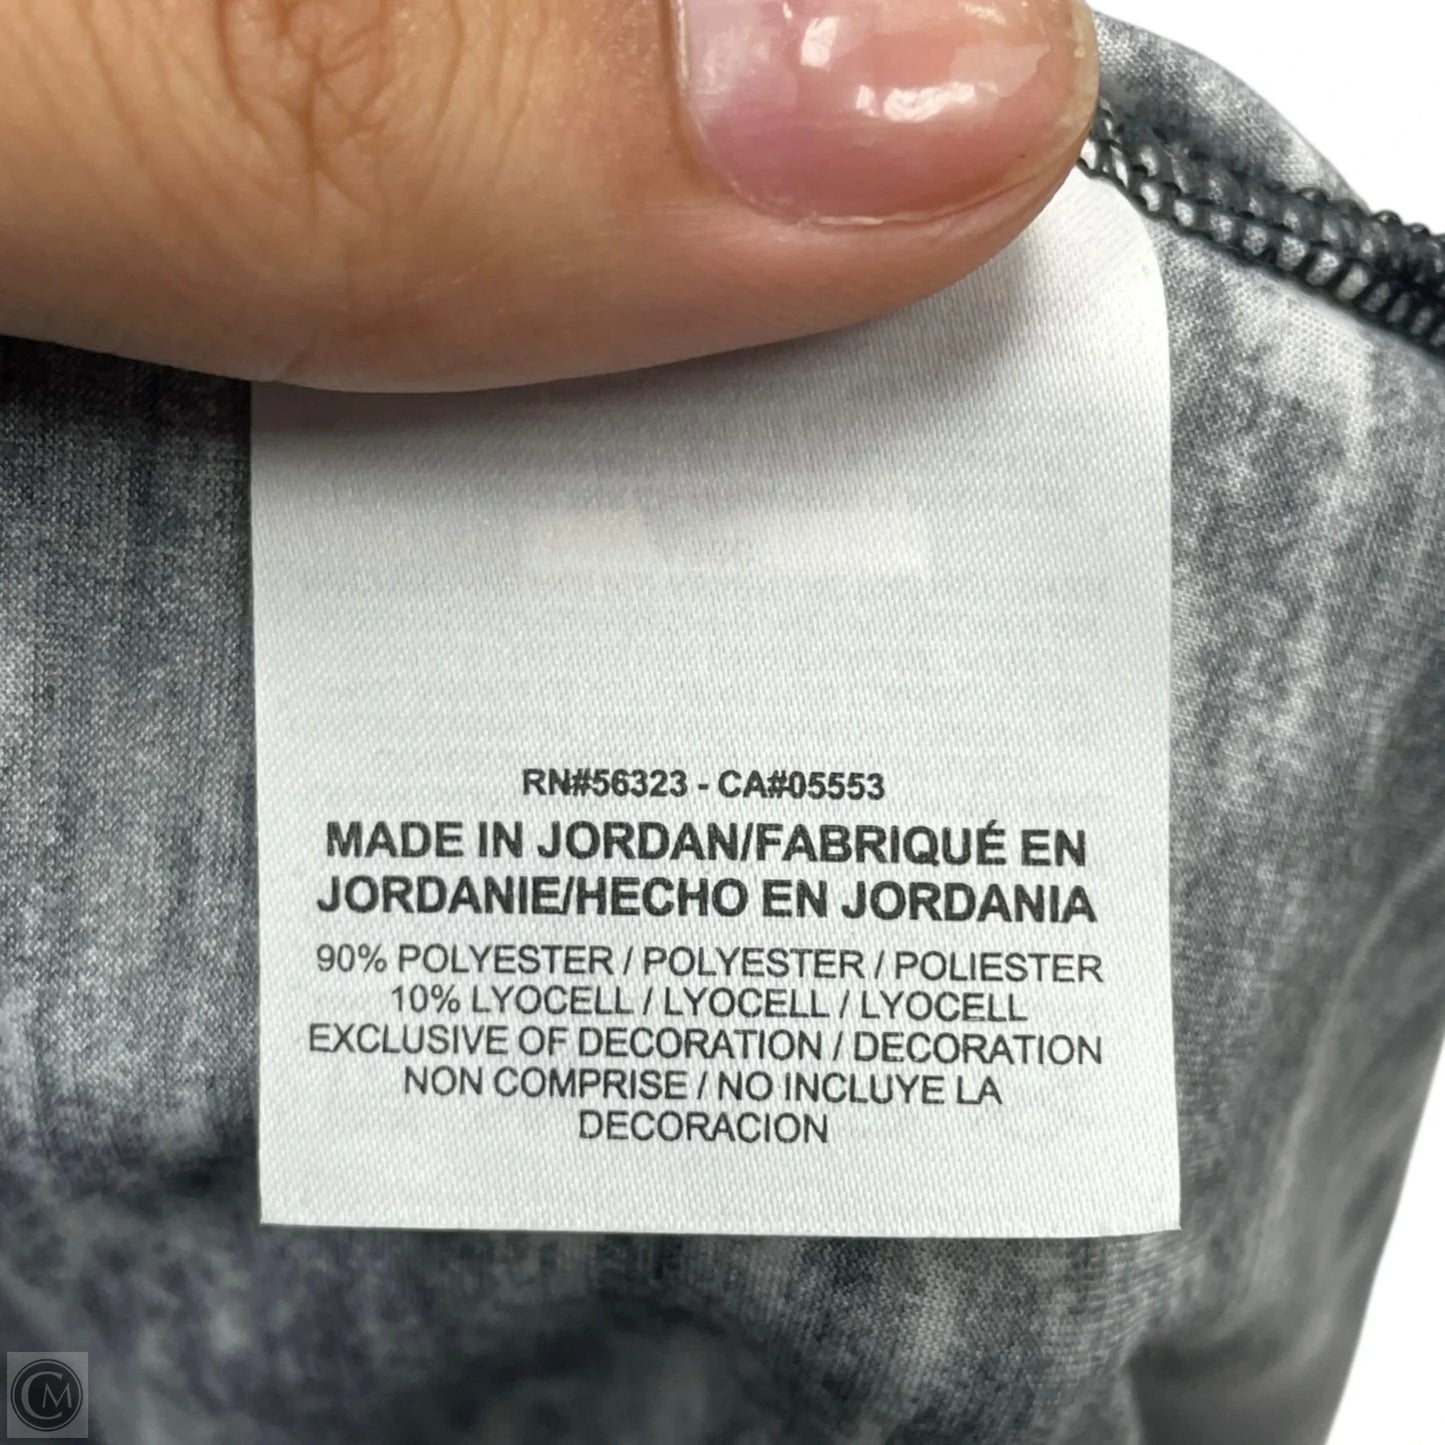 RN#56323 - CA#05553
MADE IN JORDAN/FABRIQUÉ EN
JORDANIE/HECHO EN JORDANIA
90% POLYESTER / POLYESTER / POLIESTER
10% LYOCELL / LYOCELL / LYOCELL
EXCLUSIVE OF DECORATION / DECORATION
NON COMPRISE / NO INCLUYE LA
DECORACION
CM